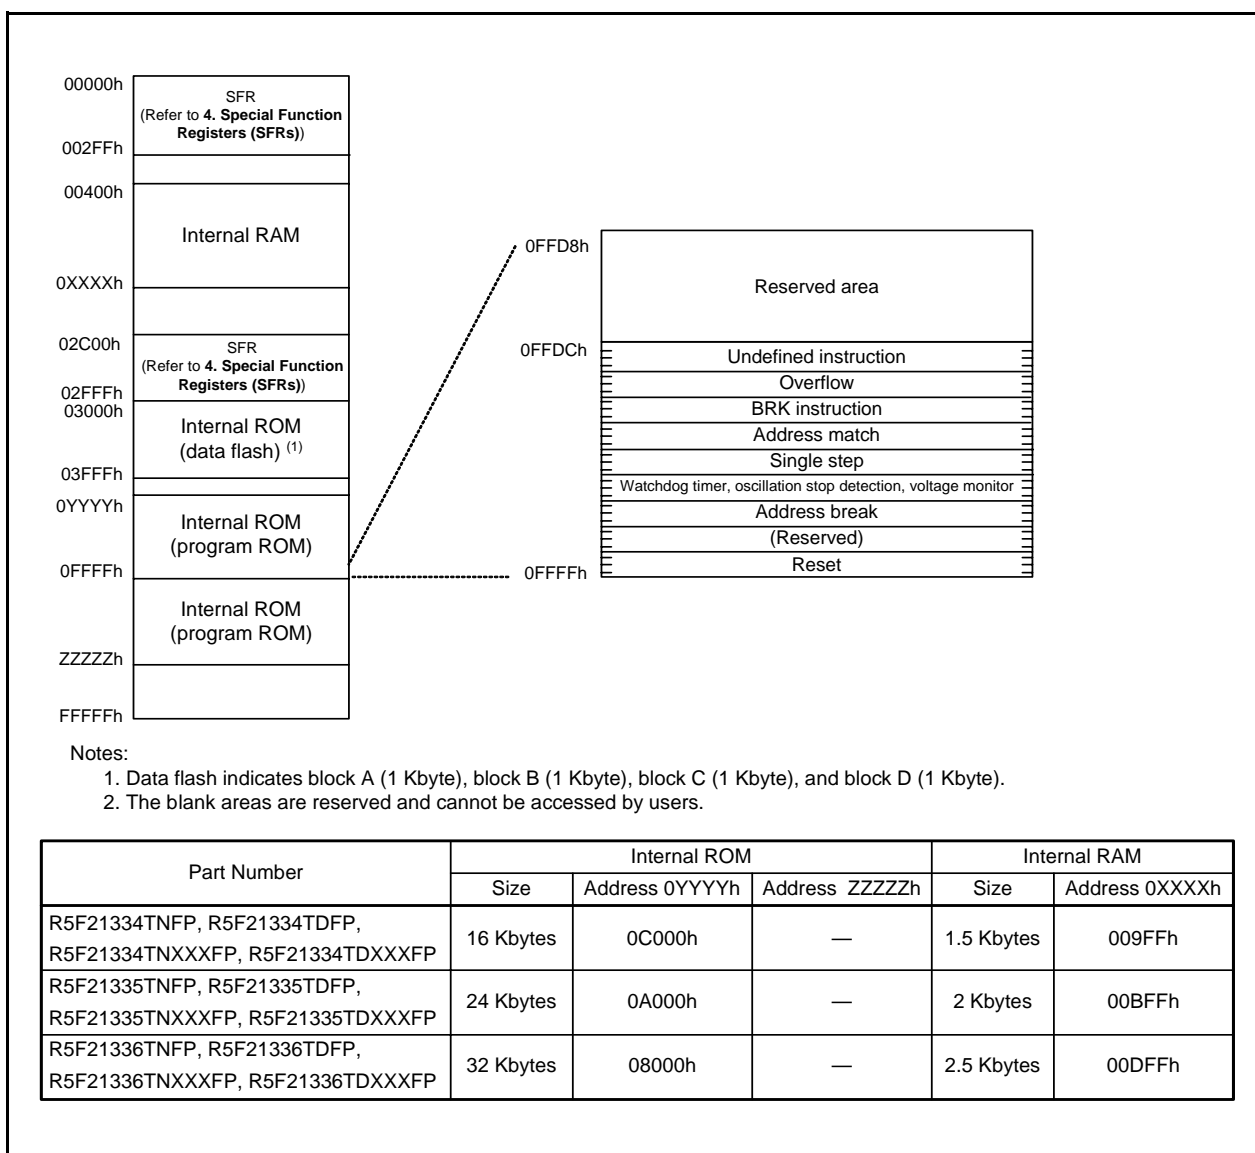 00000h
SFR
(Refer to 4. Special Function
Registers (SFRs))
002FFh
00400h
Internal RAM
0XXXXh
02C00h
SFR
(Refer to 4. Special Function
Registers (SFRs))
02FFFh
03000h
Internal ROM
(data flash) (1)
03FFFh
0YYYYh
Internal ROM
(program ROM)
0FFFFh
Internal ROM
(program ROM)
ZZZZZh
FFFFFh
0FFD8h
Reserved area
0FFDCh
Undefined instruction
Overflow
BRK instruction
Address match
Single step
Watchdog timer, oscillation stop detection, voltage monitor
Address break
(Reserved)
Reset
0FFFFh
Notes:
1. Data flash indicates block A (1 Kbyte), block B (1 Kbyte), block C (1 Kbyte), and block D (1 Kbyte).
2. The blank areas are reserved and cannot be accessed by users.
Part Number Internal ROM Internal RAM
Size Address 0YYYYh Address ZZZZZh Size Address 0XXXXh
R5F21334TNFP, R5F21334TDFP,
R5F21334TNXXXFP, R5F21334TDXXXFP
16 Kbytes 0C000h — 1.5 Kbytes 009FFh
R5F21335TNFP, R5F21335TDFP,
R5F21335TNXXXFP, R5F21335TDXXXFP
24 Kbytes 0A000h — 2 Kbytes 00BFFh
R5F21336TNFP, R5F21336TDFP,
R5F21336TNXXXFP, R5F21336TDXXXFP
32 Kbytes 08000h — 2.5 Kbytes 00DFFh